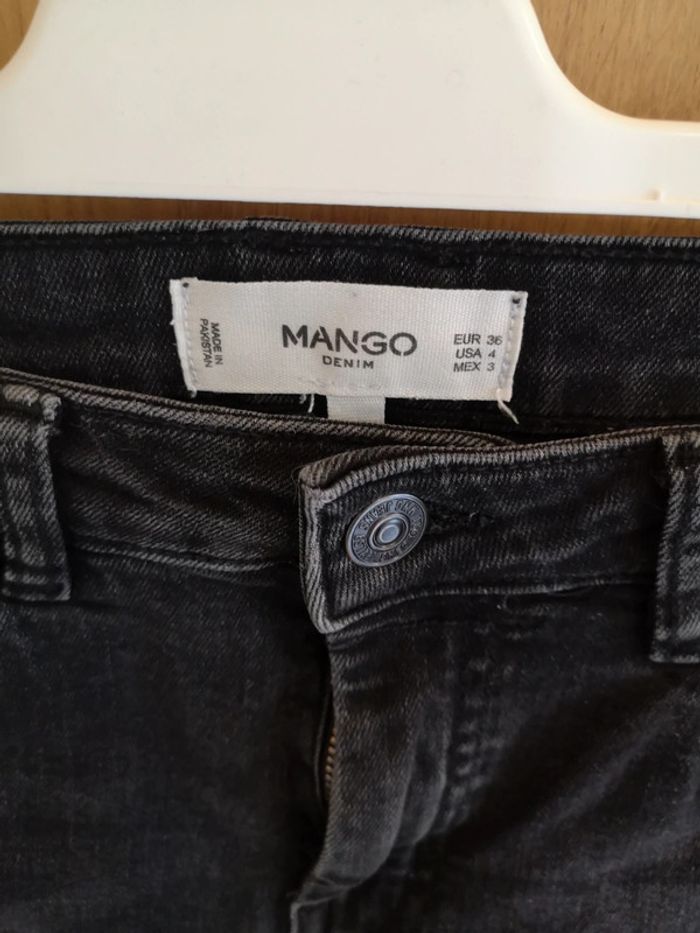 MADE IN
PAKISTAN
MANGO
DENIM
EUR 36
USA 4
MEX 3